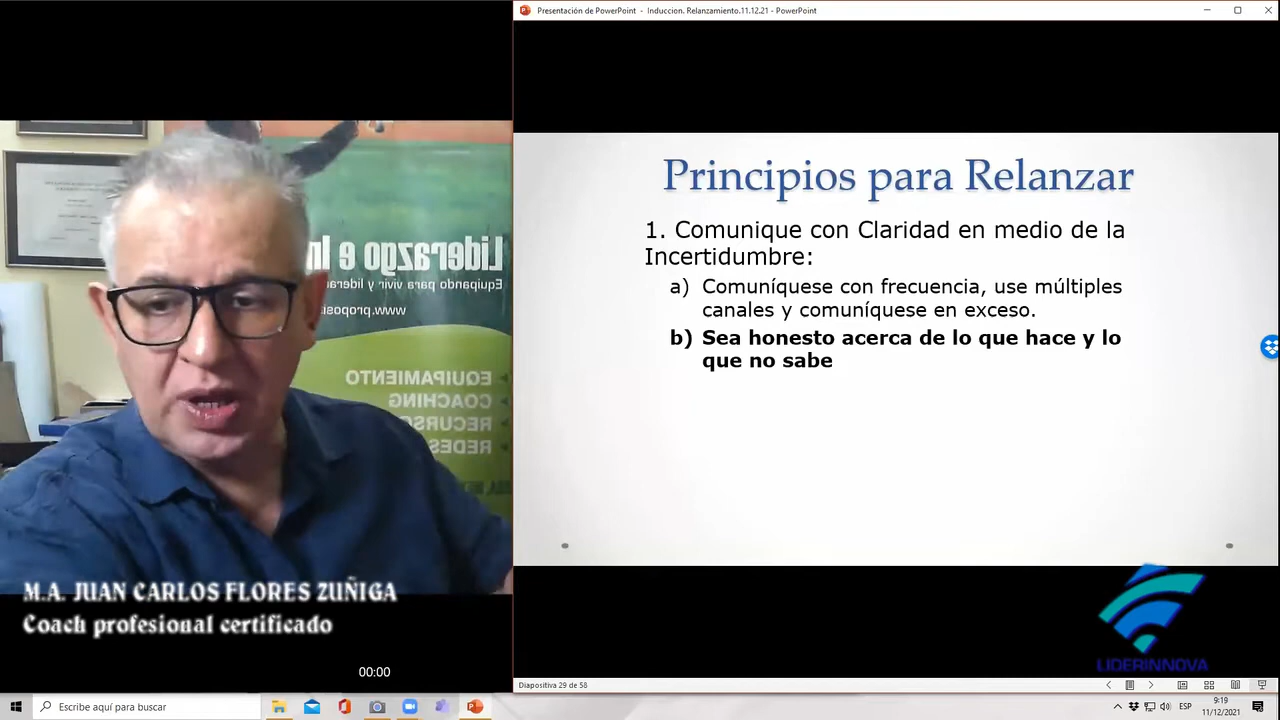 Presentación de PowerPoint - Induccion. Relanzamiento.11.12.21 - PowerPoint
Principios para Relanzar
1. Comunique con Claridad en medio de la
Incertidumbre:
a) Comuníquese con frecuencia, use múltiples
canales y comuníquese en exceso.
b) Sea honesto acerca de lo que hace y lo
que no sabe
Liderazgo e In
Equipando para vivir y lidera
www.proposi
EQUIPAMIENTO
COACHING
RECURSO
REDES
M.A. JUAN CARLOS FLORES ZUÑIGA
Coach profesional certificado
00:00
LIDERINNOVA
Diapositiva 29 de 58
Escribe aquí para buscar
ESP
9:19
11/12/2021